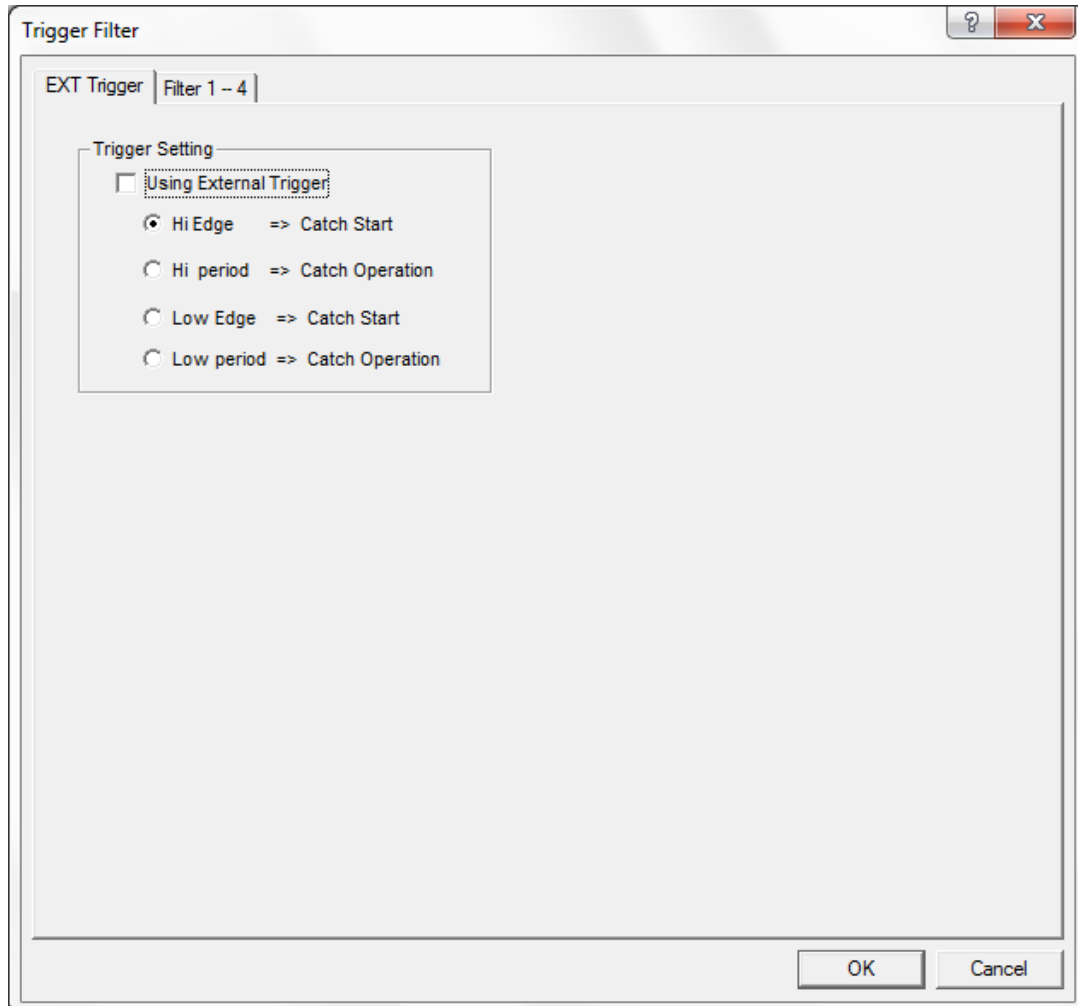 Trigger Filter
EXT Trigger
Filter 1 -- 4
Trigger Setting
Using External Trigger
Hi Edge => Catch Start
Hi period => Catch Operation
Low Edge => Catch Start
Low period => Catch Operation
OK
Cancel